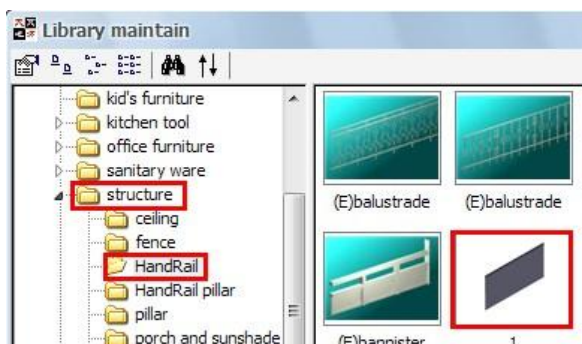 Library maintain
kid's furniture
kitchen tool
office furniture
sanitary ware
structure
ceiling
fence
HandRail
HandRail pillar
pillar
porch and sunshade
(E)balustrade
(E)balustrade
(E)bannister
1